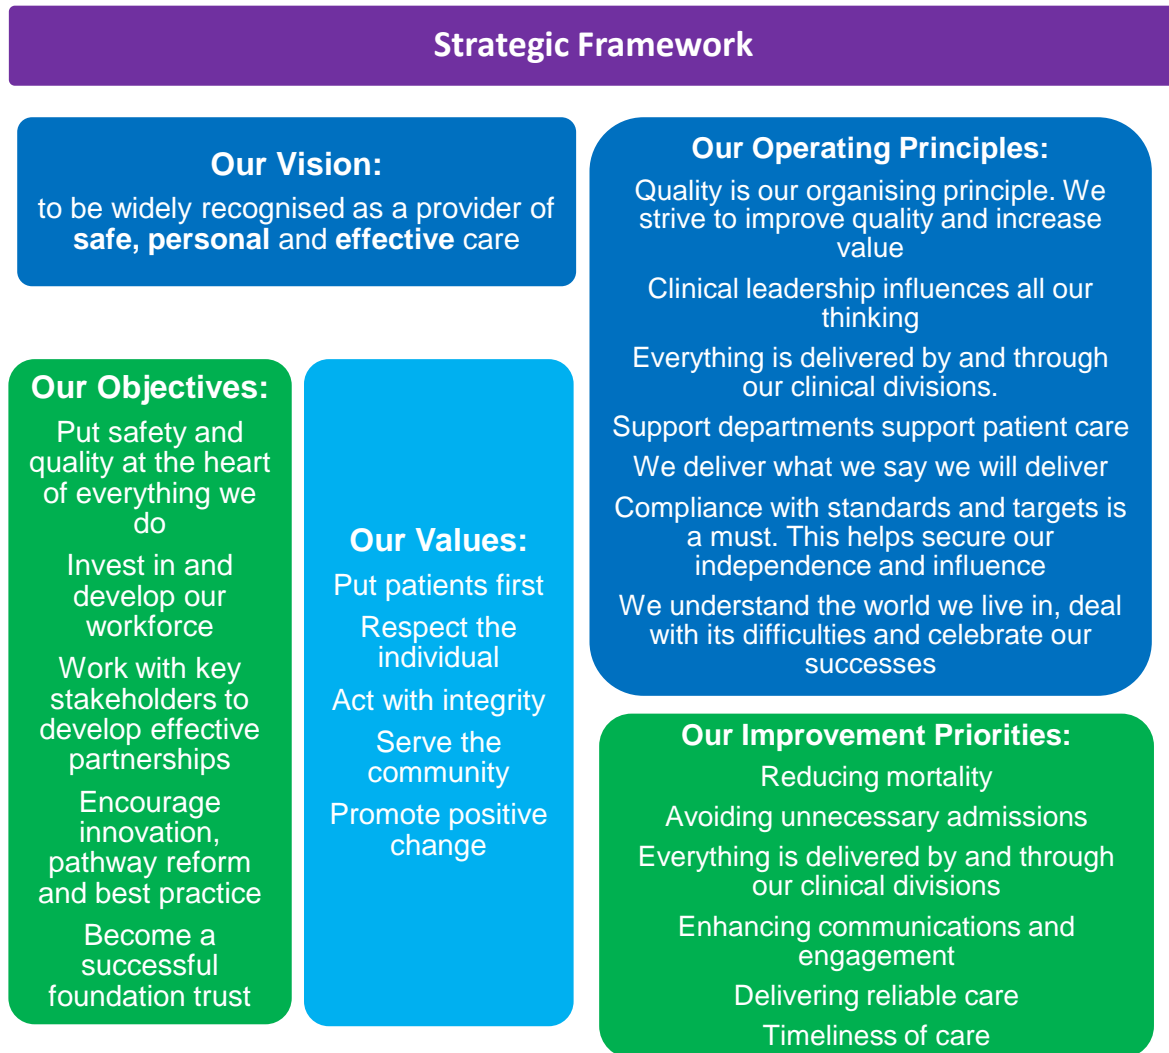 Strategic Framework
Our Vision:
to be widely recognised as a provider of
safe, personal and effective care
Our Objectives:
Put safety and
quality at the heart
of everything we
do
Invest in and
develop our
workforce
Work with key
stakeholders to
develop effective
partnerships
Encourage
innovation,
pathway reform
and best practice
Become a
successful
foundation trust
Our Values:
Put patients first
Respect the
individual
Act with integrity
Serve the
community
Promote positive
change
Our Operating Principles:
Quality is our organising principle. We
strive to improve quality and increase
value
Clinical leadership influences all our
thinking
Everything is delivered by and through
our clinical divisions.
Support departments support patient care
We deliver what we say we will deliver
Compliance with standards and targets is
a must. This helps secure our
independence and influence
We understand the world we live in, deal
with its difficulties and celebrate our
successes
Our Improvement Priorities:
Reducing mortality
Avoiding unnecessary admissions
Everything is delivered by and through
our clinical divisions
Enhancing communications and
engagement
Delivering reliable care
Timeliness of care